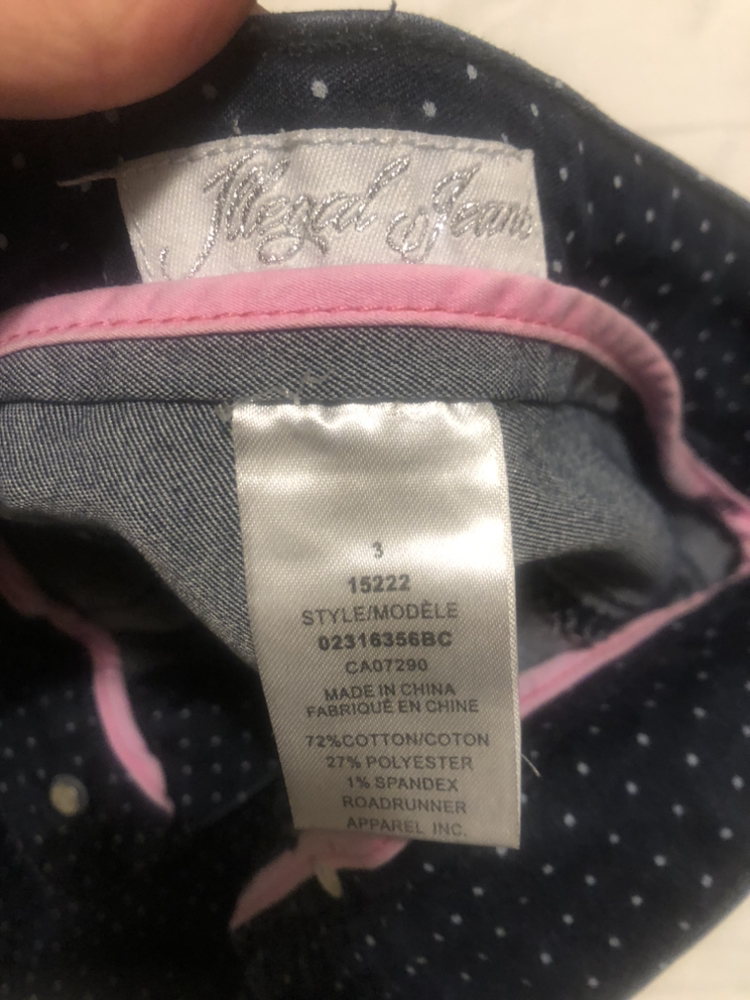 Illegal Jeans
3
15222
STYLE/MODÈLE
02316356BC
CA07290
MADE IN CHINA
FABRIQUÉ EN CHINE
72%COTTON/COTON
27% POLYESTER
1% SPANDEX
ROADRUNNER
APPAREL INC.